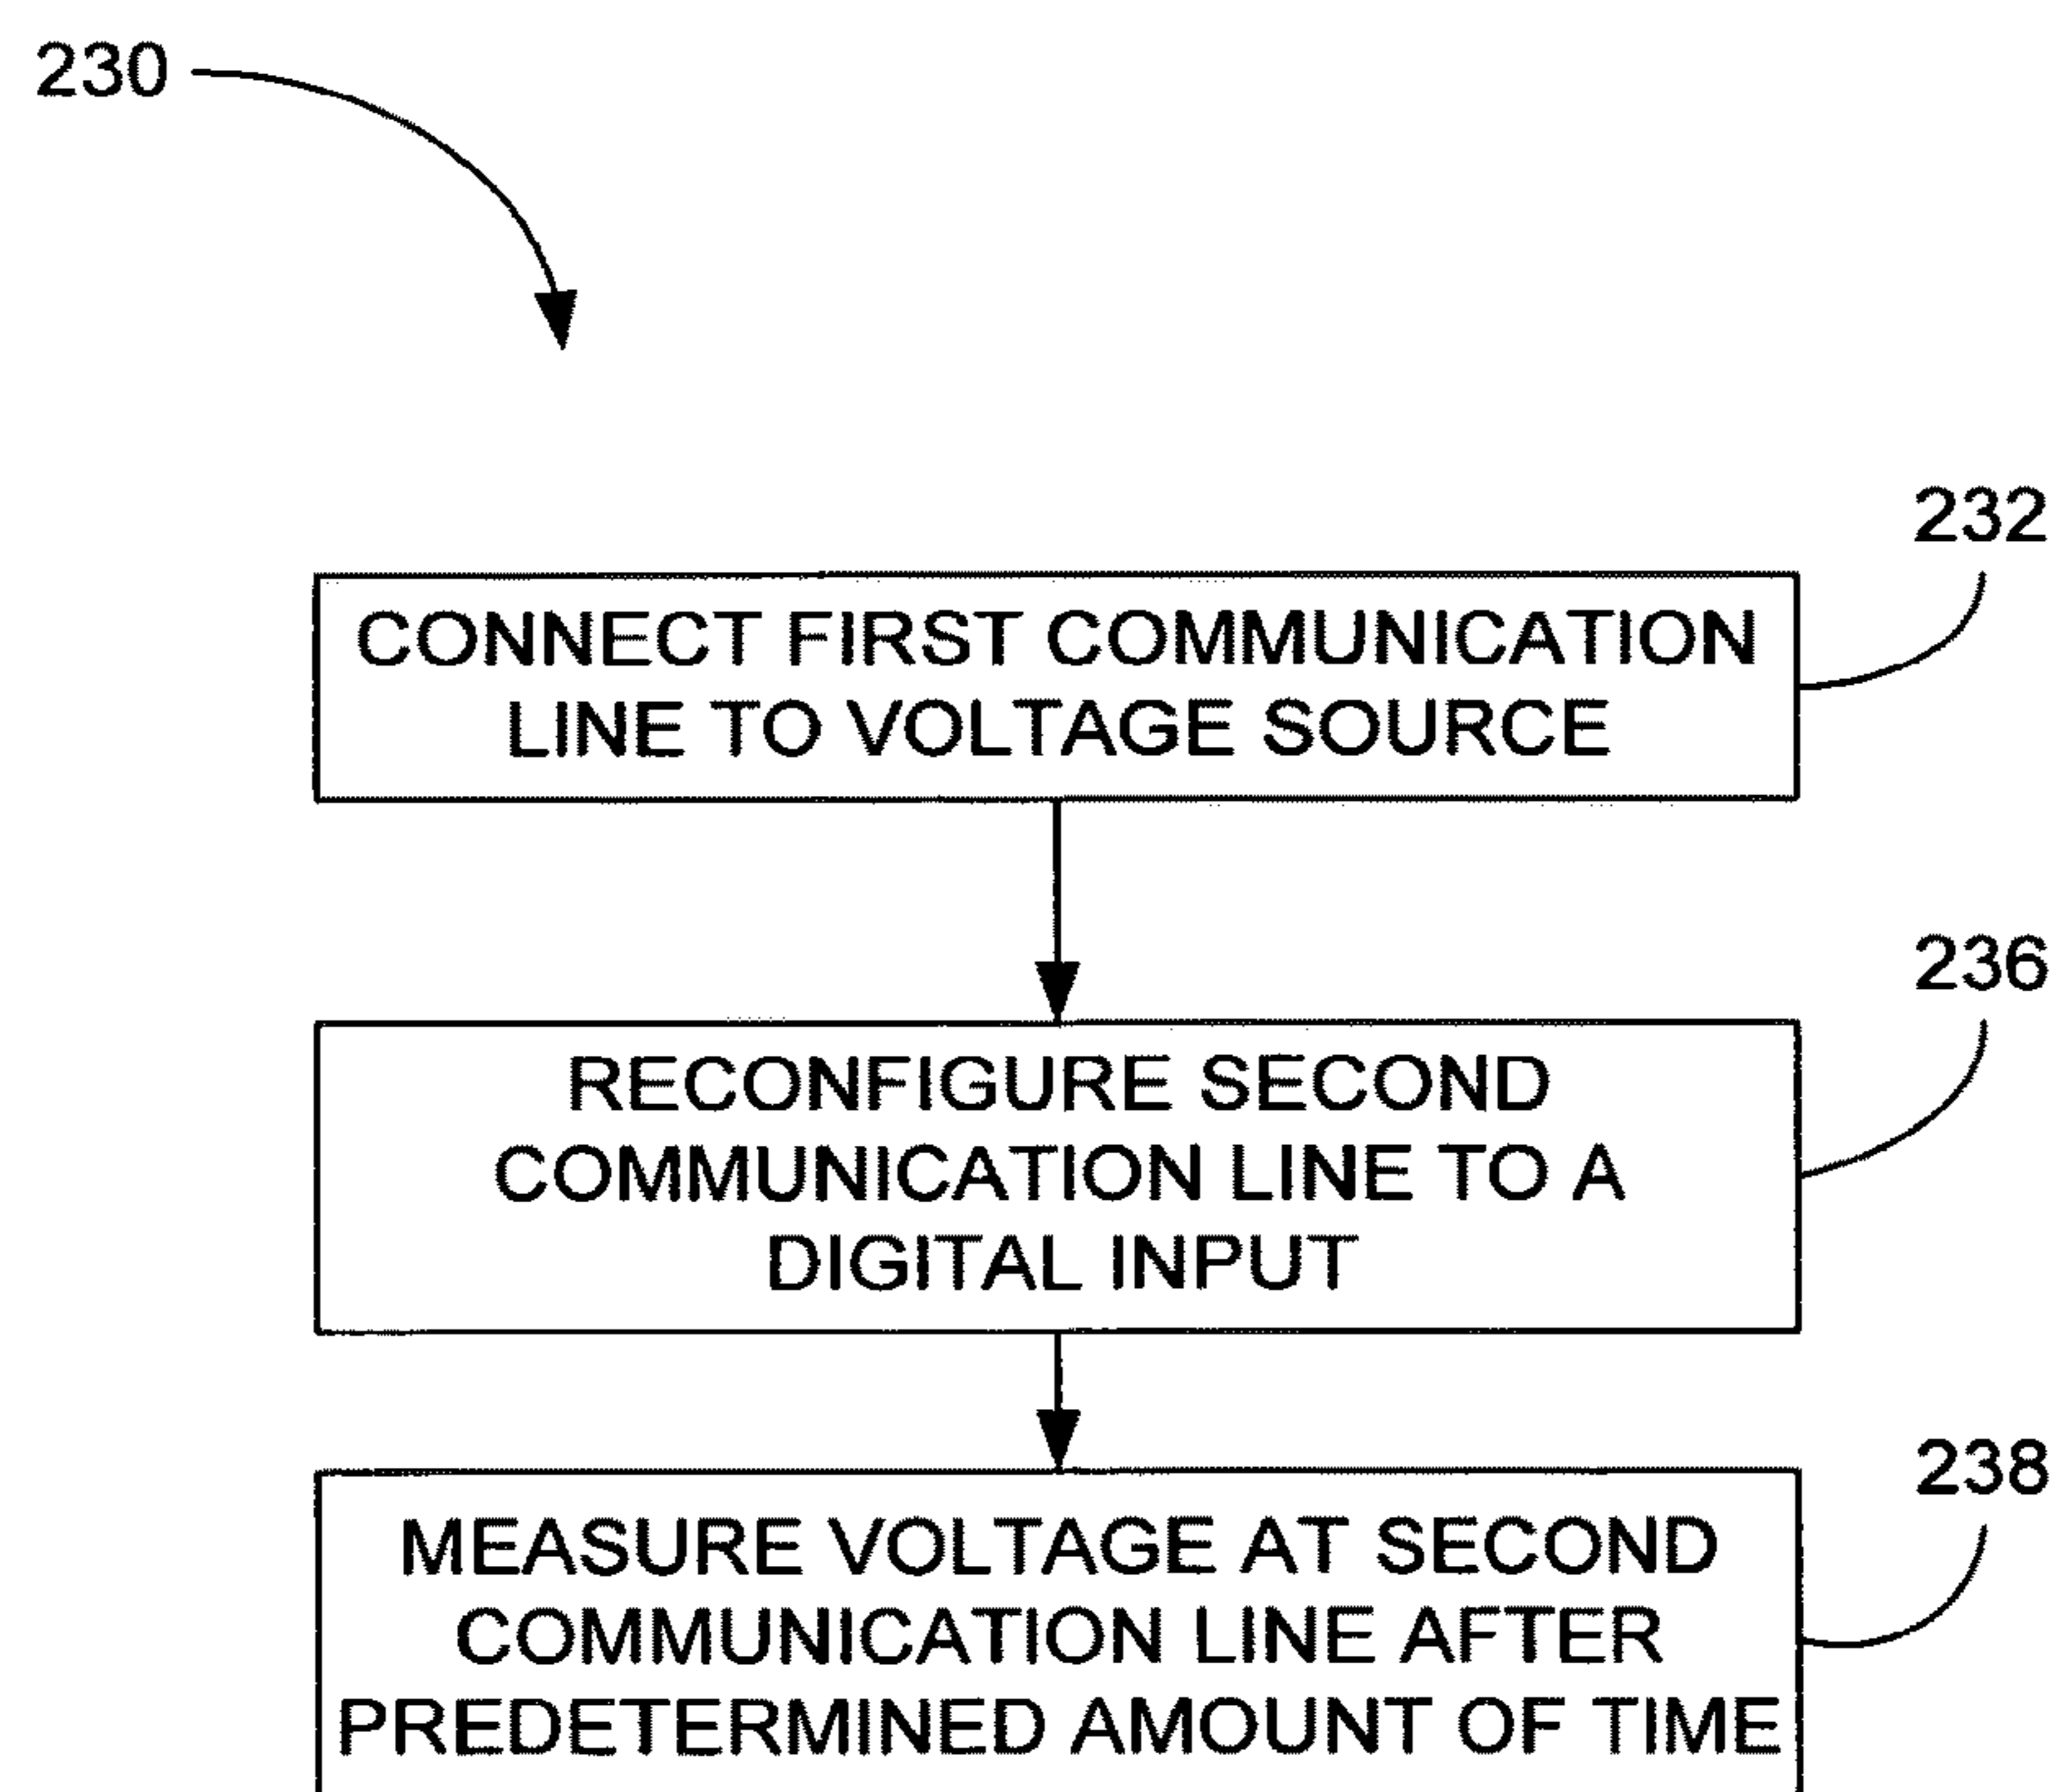 230
232
CONNECT FIRST COMMUNICATION
LINE TO VOLTAGE SOURCE
236
RECONFIGURE SECOND
COMMUNICATION LINE TO A
DIGITAL INPUT
238
MEASURE VOLTAGE AT SECOND
COMMUNICATION LINE AFTER
PREDETERMINED AMOUNT OF TIME